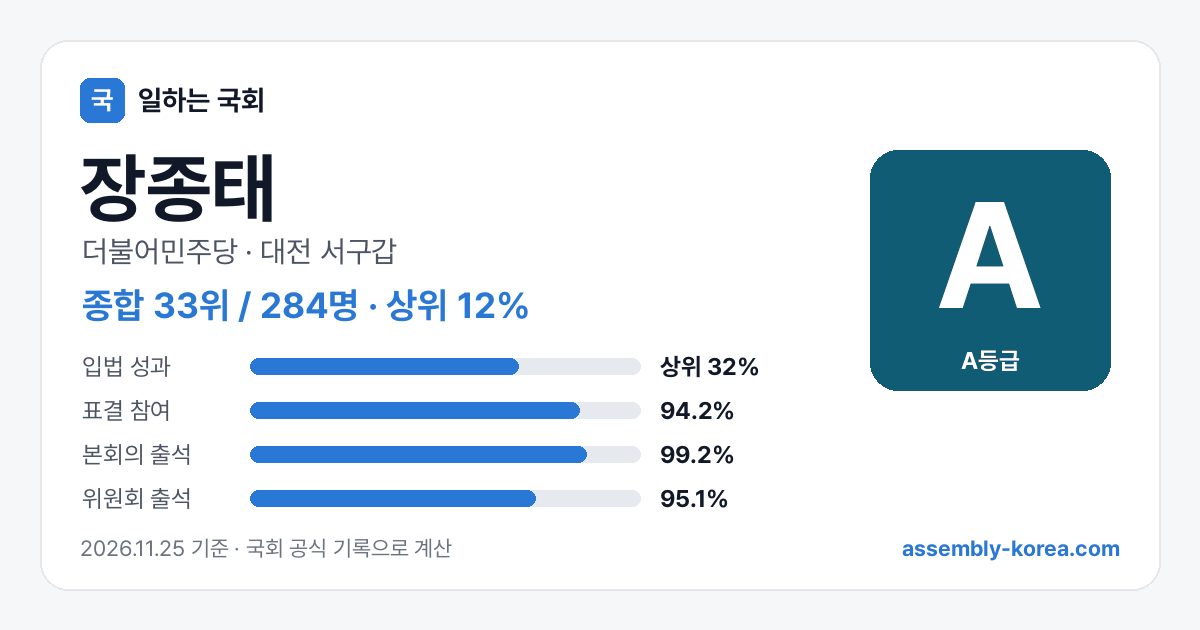 국 일하는 국회
장종태
더불어민주당 · 대전 서구갑
종합 33위 / 284명 · 상위 12%
A
A등급
입법 성과 상위 32%
표결 참여 94.2%
본회의 출석 99.2%
위원회 출석 95.1%
2026.11.25 기준 · 국회 공식 기록으로 계산
assembly-korea.com